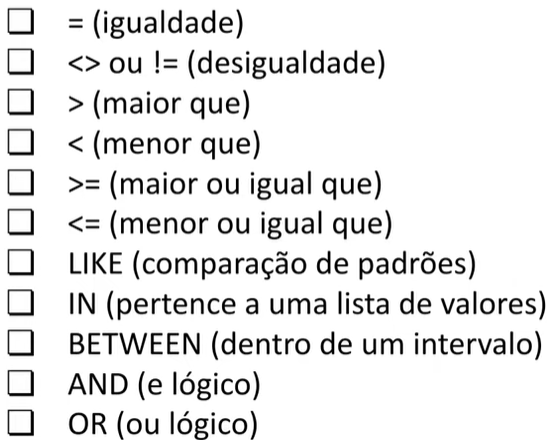 = (igualdade)
<> ou != (desigualdade)
> (maior que)
< (menor que)
>= (maior ou igual que)
<= (menor ou igual que)
LIKE (comparação de padrões)
IN (pertence a uma lista de valores)
BETWEEN (dentro de um intervalo)
AND (e lógico)
OR (ou lógico)